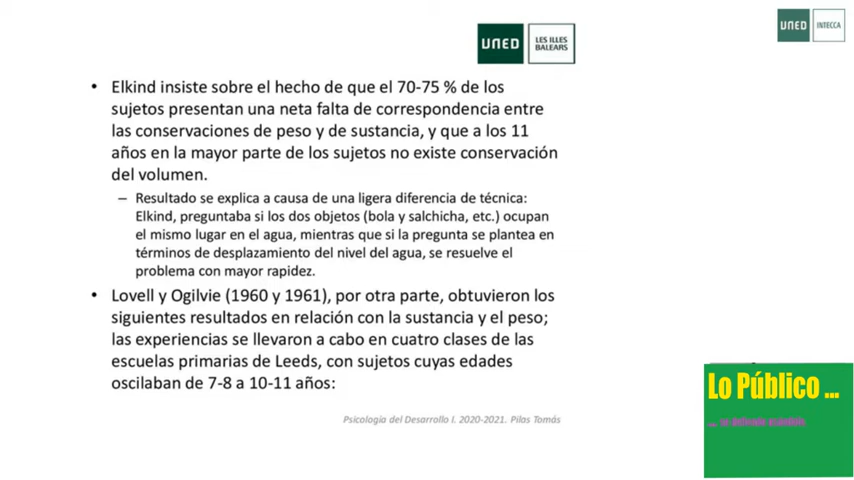 UNED
LES ILLES
BALEARS
UNED
INTECCA
• Elkind insiste sobre el hecho de que el 70-75 % de los
sujetos presentan una neta falta de correspondencia entre
las conservaciones de peso y de sustancia, y que a los 11
años en la mayor parte de los sujetos no existe conservación
del volumen.
– Resultado se explica a causa de una ligera diferencia de técnica:
Elkind, preguntaba si los dos objetos (bola y salchicha, etc.) ocupan
el mismo lugar en el agua, mientras que si la pregunta se plantea en
términos de desplazamiento del nivel del agua, se resuelve el
problema con mayor rapidez.
• Lovell y Ogilvie (1960 y 1961), por otra parte, obtuvieron los
siguientes resultados en relación con la sustancia y el peso;
las experiencias se llevaron a cabo en cuatro clases de las
escuelas primarias de Leeds, con sujetos cuyas edades
oscilaban de 7-8 a 10-11 años:
Psicología del Desarrollo I. 2020-2021. Pilas Tomás
Lo Público ...